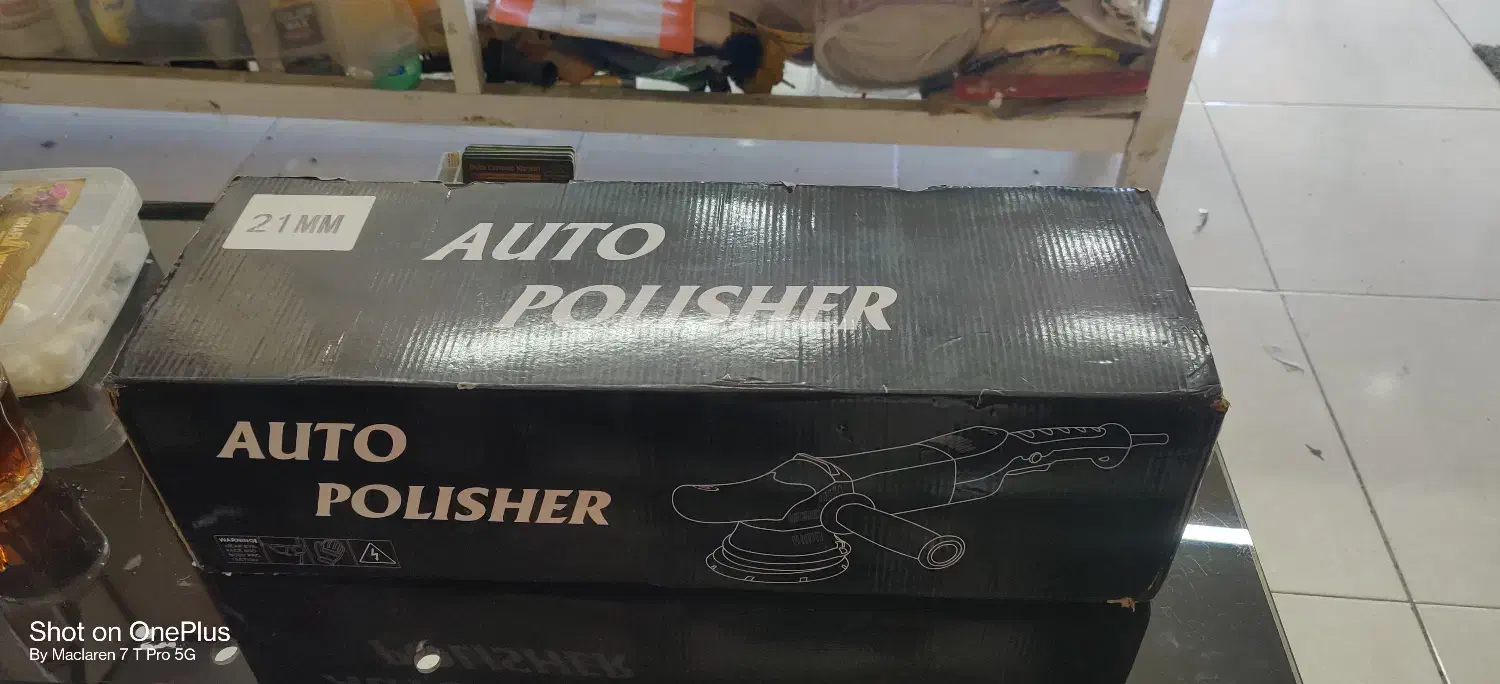 21MM
AUTO
POLISHER
AUTO
POLISHER
WARNING!
Shot on OnePlus
By Maclaren 7 T Pro 5G